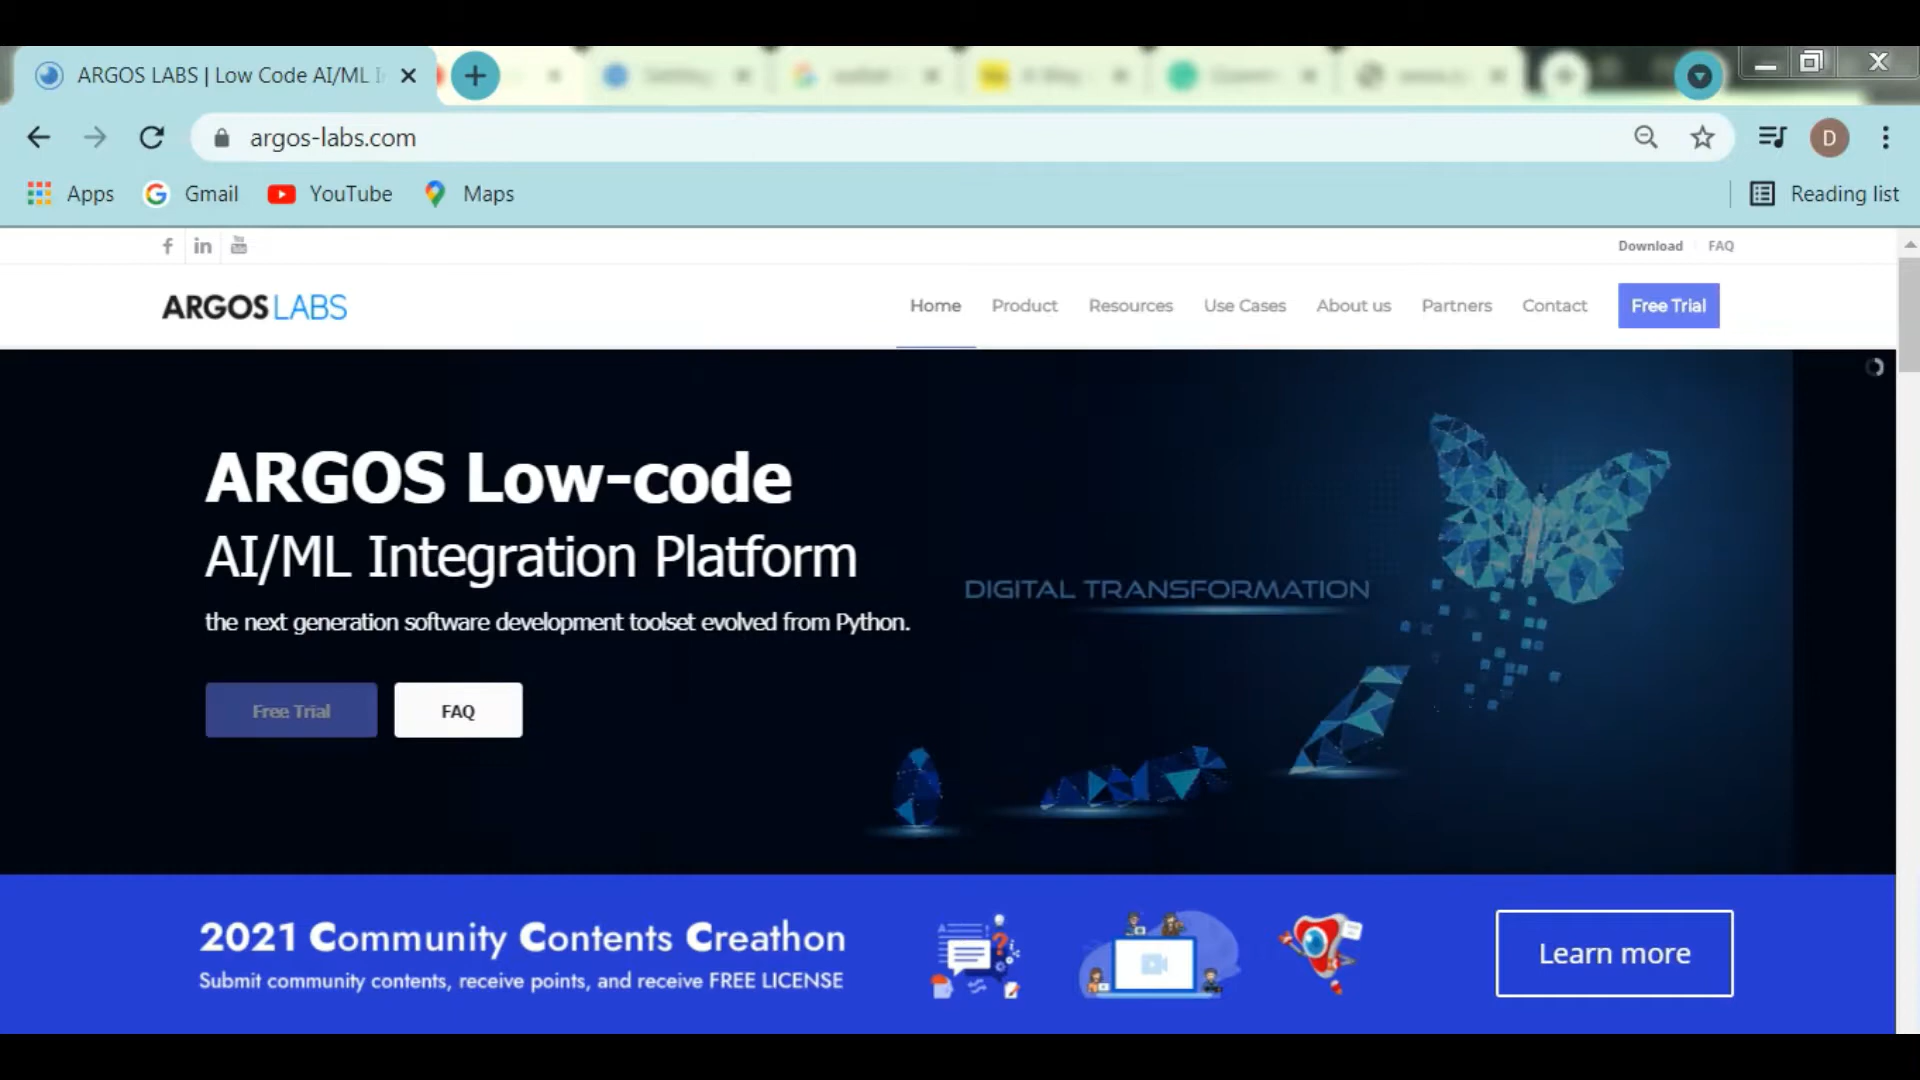 ARGOS LABS | Low Code AI/ML I
argos-labs.com
D
Apps
Gmail
YouTube
Maps
Reading list
Download
FAQ
ARGOS LABS
Home
Product
Resources
Use Cases
About us
Partners
Contact
Free Trial
ARGOS Low-code
AI/ML Integration Platform
DIGITAL TRANSFORMATION
the next generation software development toolset evolved from Python.
Free Trial
FAQ
2021 Community Contents Creathon
Submit community contents, receive points, and receive FREE LICENSE
Learn more